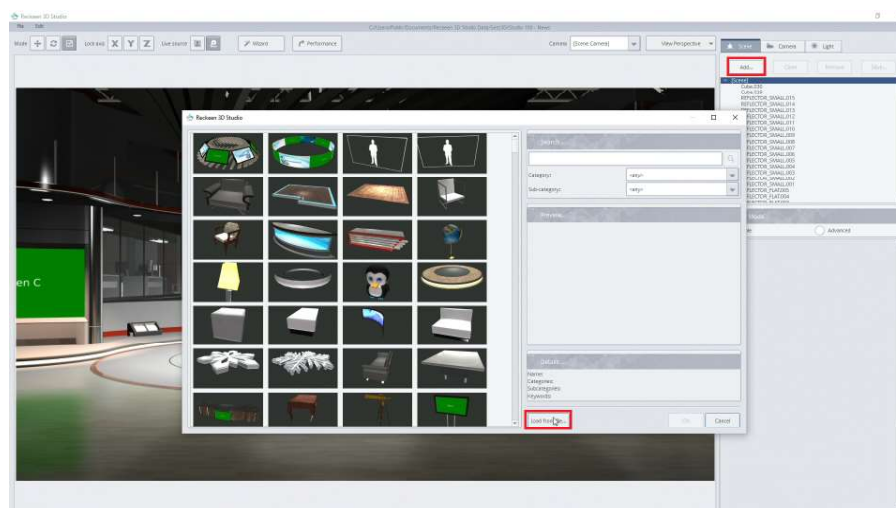 Reckeen 3D Studio
File Edit
Mode
Lock axis X Y Z
Live source
Wizard
Performance
Camera [Scene Camera]
View Perspective
Scene
Camera
Light
Add...
Clone
Remove
[Scene]
Cube.030
REFLECTOR_SMALL.015
REFLECTOR_SMALL.014
REFLECTOR_SMALL.013
REFLECTOR_SMALL.012
REFLECTOR_SMALL.011
REFLECTOR_SMALL.010
REFLECTOR_SMALL.009
REFLECTOR_SMALL.008
REFLECTOR_SMALL.007
REFLECTOR_SMALL.006
REFLECTOR_SMALL.005
REFLECTOR_SMALL.004
REFLECTOR_SMALL.003
REFLECTOR_SMALL.002
REFLECTOR_SMALL.001
REFLECTOR_FLAT.005
REFLECTOR_FLAT.004
Advanced
en C
Reckeen 3D Studio
Search...
Category: <any>
Sub-category: <any>
Preview...
Details...
Name:
Categories:
Subcategories:
Keywords:
Load from file...
Ok
Cancel